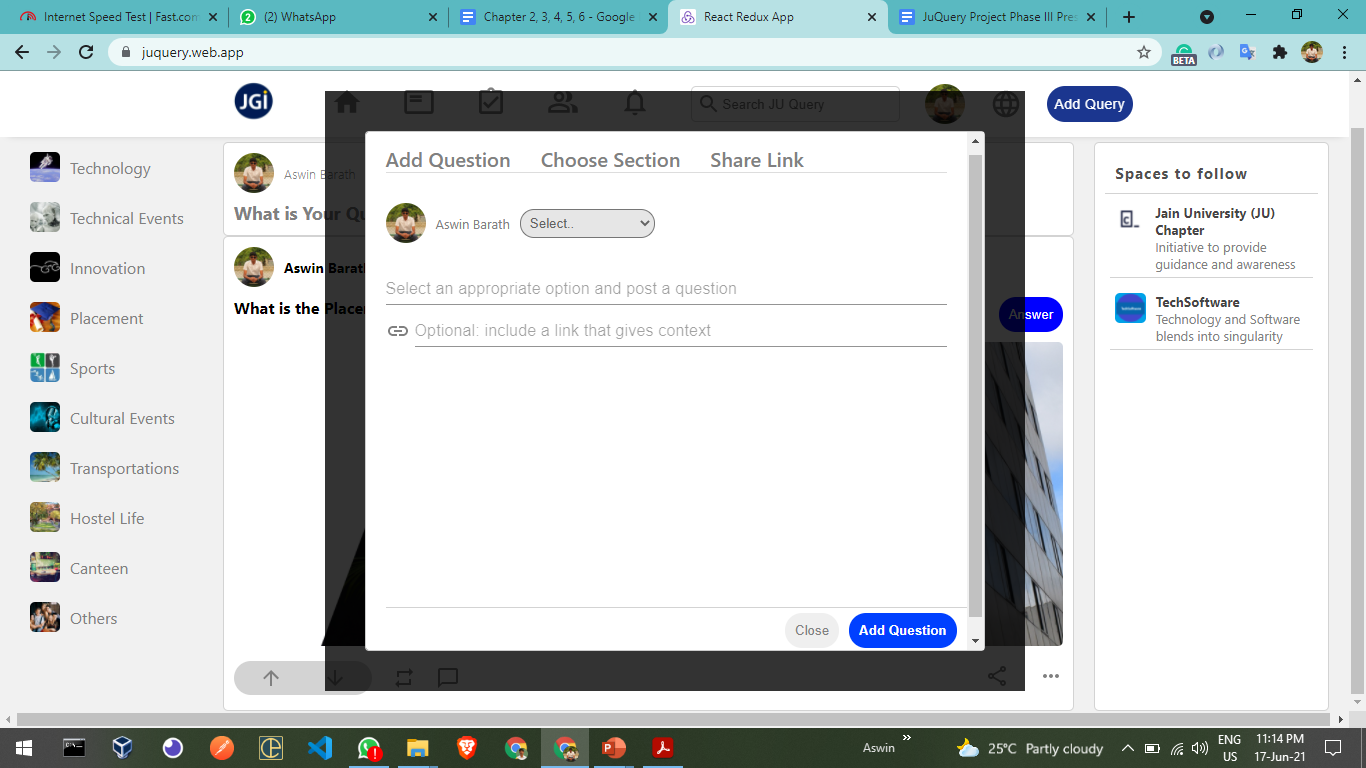 Internet Speed Test | Fast.com
(2) WhatsApp
Chapter 2, 3, 4, 5, 6 - Google
React Redux App
JuQuery Project Phase III Pres
juquery.web.app
BETA
JGi
Search JU Query
Add Query
Technology
Technical Events
Innovation
Placement
Sports
Cultural Events
Transportations
Hostel Life
Canteen
Others
Aswin Barath
What is Your Qu
Aswin Barath
What is the Placem
Answer
Add Question Choose Section Share Link
Aswin Barath Select..
Select an appropriate option and post a question
Optional: include a link that gives context
Close Add Question
Spaces to follow
Jain University (JU)
Chapter
Initiative to provide
guidance and awareness
TechSoftware
Technology and Software
blends into singularity
Aswin
25°C Partly cloudy
ENG
US
11:14 PM
17-Jun-21